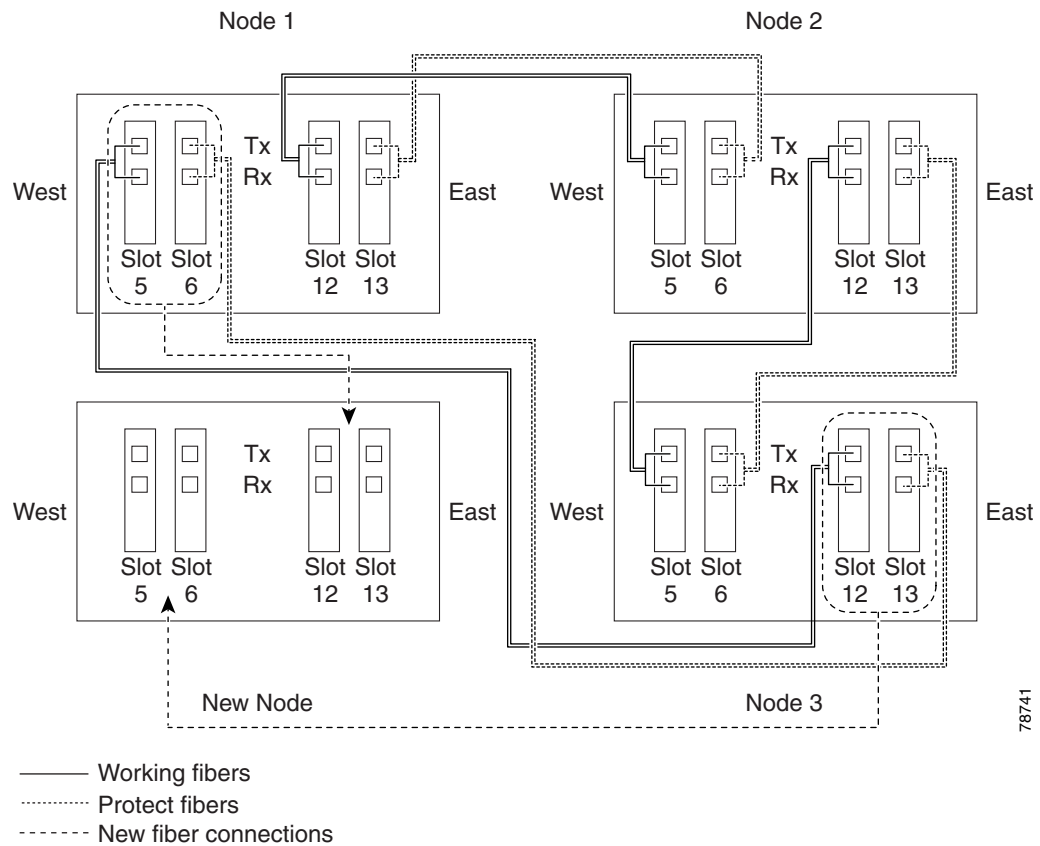 Node 1
Node 2
West
Slot 5
Slot 6
Tx
Rx
Slot 12
Slot 13
East
West
Slot 5
Slot 6
Tx
Rx
Slot 12
Slot 13
East
West
Slot 5
Slot 6
Tx
Rx
Slot 12
Slot 13
East
West
Slot 5
Slot 6
Tx
Rx
Slot 12
Slot 13
East
New Node
Node 3
78741
Working fibers
Protect fibers
New fiber connections